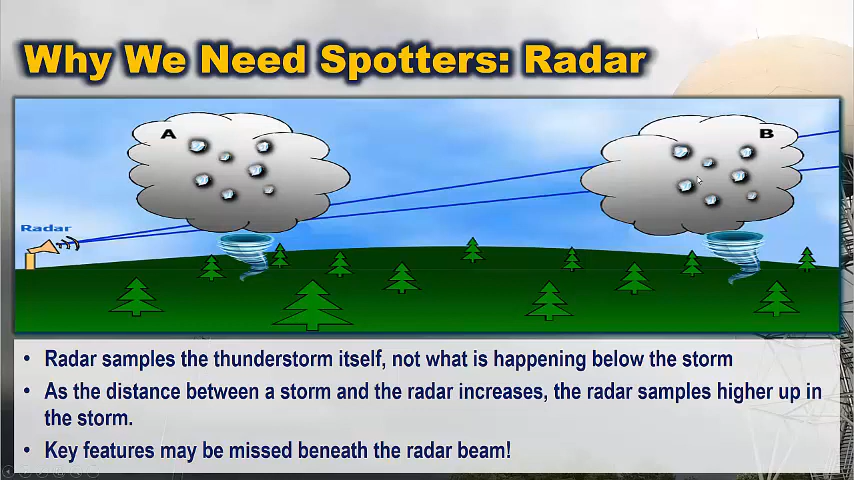 Why We Need Spotters: Radar
A
B
Radar
• Radar samples the thunderstorm itself, not what is happening below the storm
• As the distance between a storm and the radar increases, the radar samples higher up in
the storm.
• Key features may be missed beneath the radar beam!